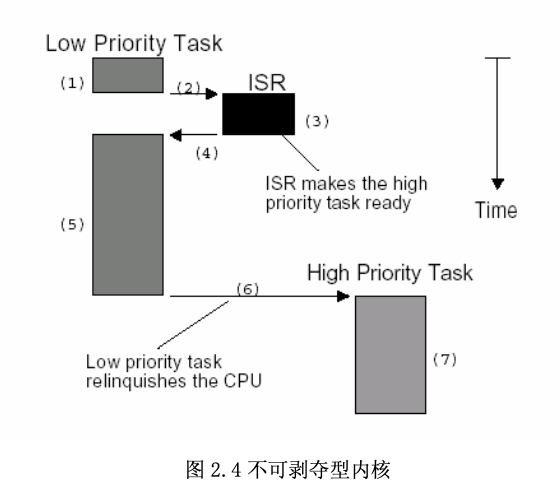 Low Priority Task
(1)
(2)
ISR
(3)
(4)
ISR makes the high
priority task ready
Time
(5)
High Priority Task
(6)
Low priority task
relinquishes the CPU
(7)
图 2.4 不可剥夺型内核